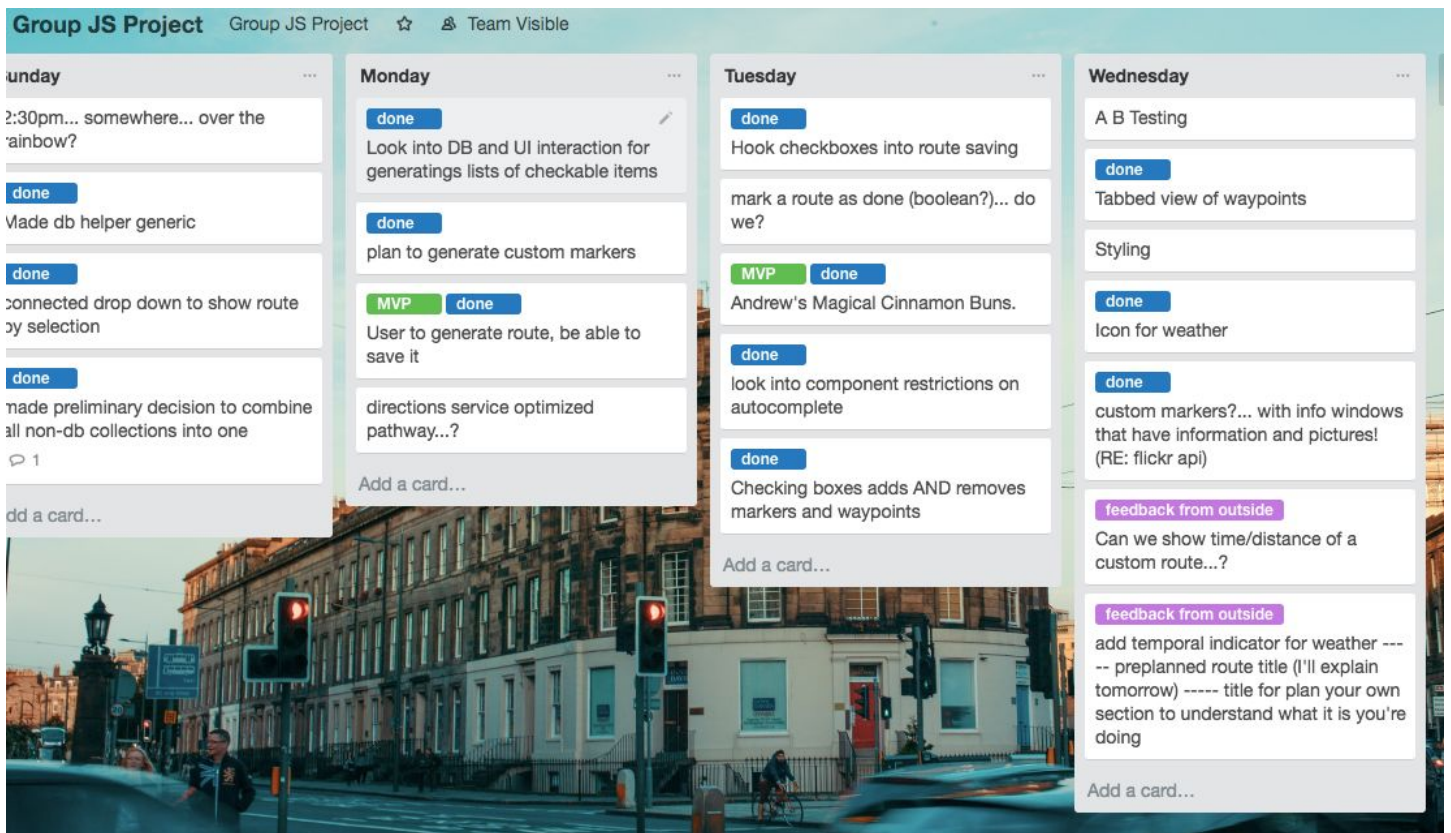 Group JS Project Group JS Project Team Visible
unday
2:30pm... somewhere... over the
rainbow?
done
Made db helper generic
done
connected drop down to show route
by selection
done
made preliminary decision to combine
all non-db collections into one
1
dd a card...
Monday
done
Look into DB and UI interaction for
generatings lists of checkable items
done
plan to generate custom markers
MVP done
User to generate route, be able to
save it
directions service optimized
pathway...?
Add a card...
Tuesday
done
Hook checkboxes into route saving
mark a route as done (boolean?)... do
we?
MVP done
Andrew's Magical Cinnamon Buns.
done
look into component restrictions on
autocomplete
done
Checking boxes adds AND removes
markers and waypoints
Add a card...
Wednesday
A B Testing
done
Tabbed view of waypoints
Styling
done
Icon for weather
done
custom markers?... with info windows
that have information and pictures!
(RE: flickr api)
feedback from outside
Can we show time/distance of a
custom route...?
feedback from outside
add temporal indicator for weather ---
-- preplanned route title (I'll explain
tomorrow) ----- title for plan your own
section to understand what it is you're
doing
Add a card...